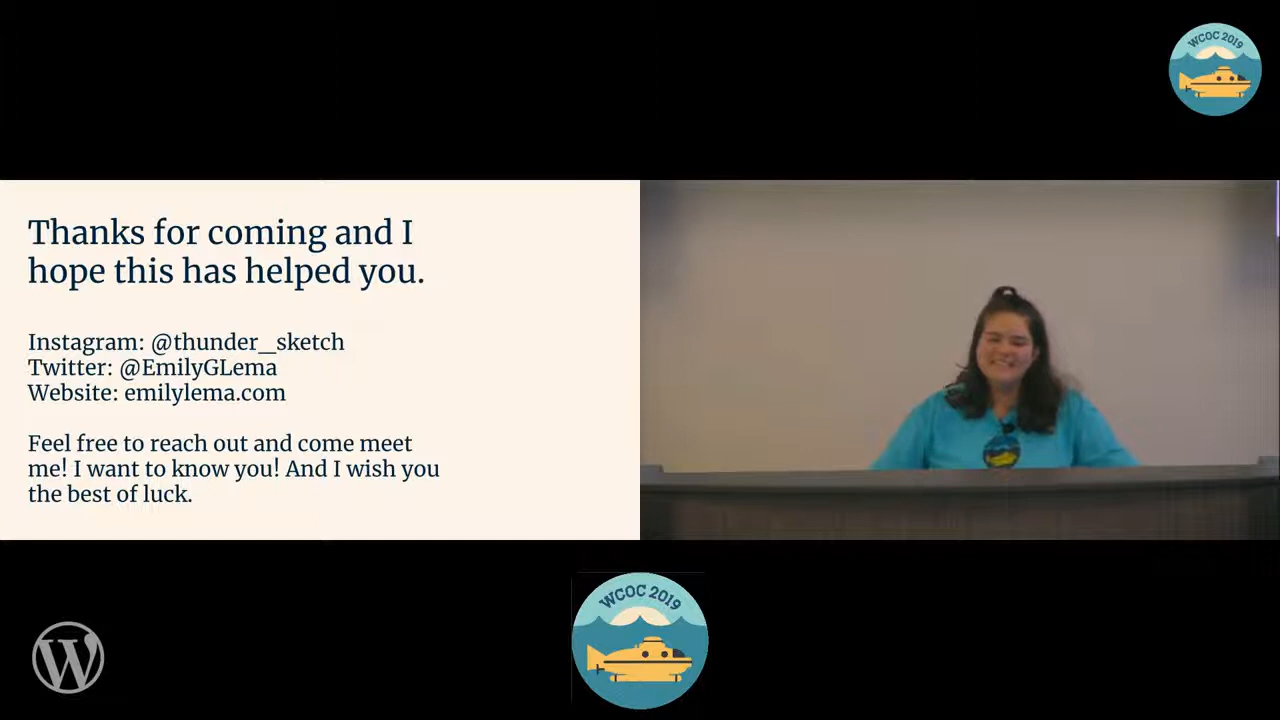 WCOC 2019
Thanks for coming and I
hope this has helped you.
Instagram: @thunder_sketch
Twitter: @EmilyGLema
Website: emilylema.com
Feel free to reach out and come meet
me! I want to know you! And I wish you
the best of luck.
W
WCOC 2019